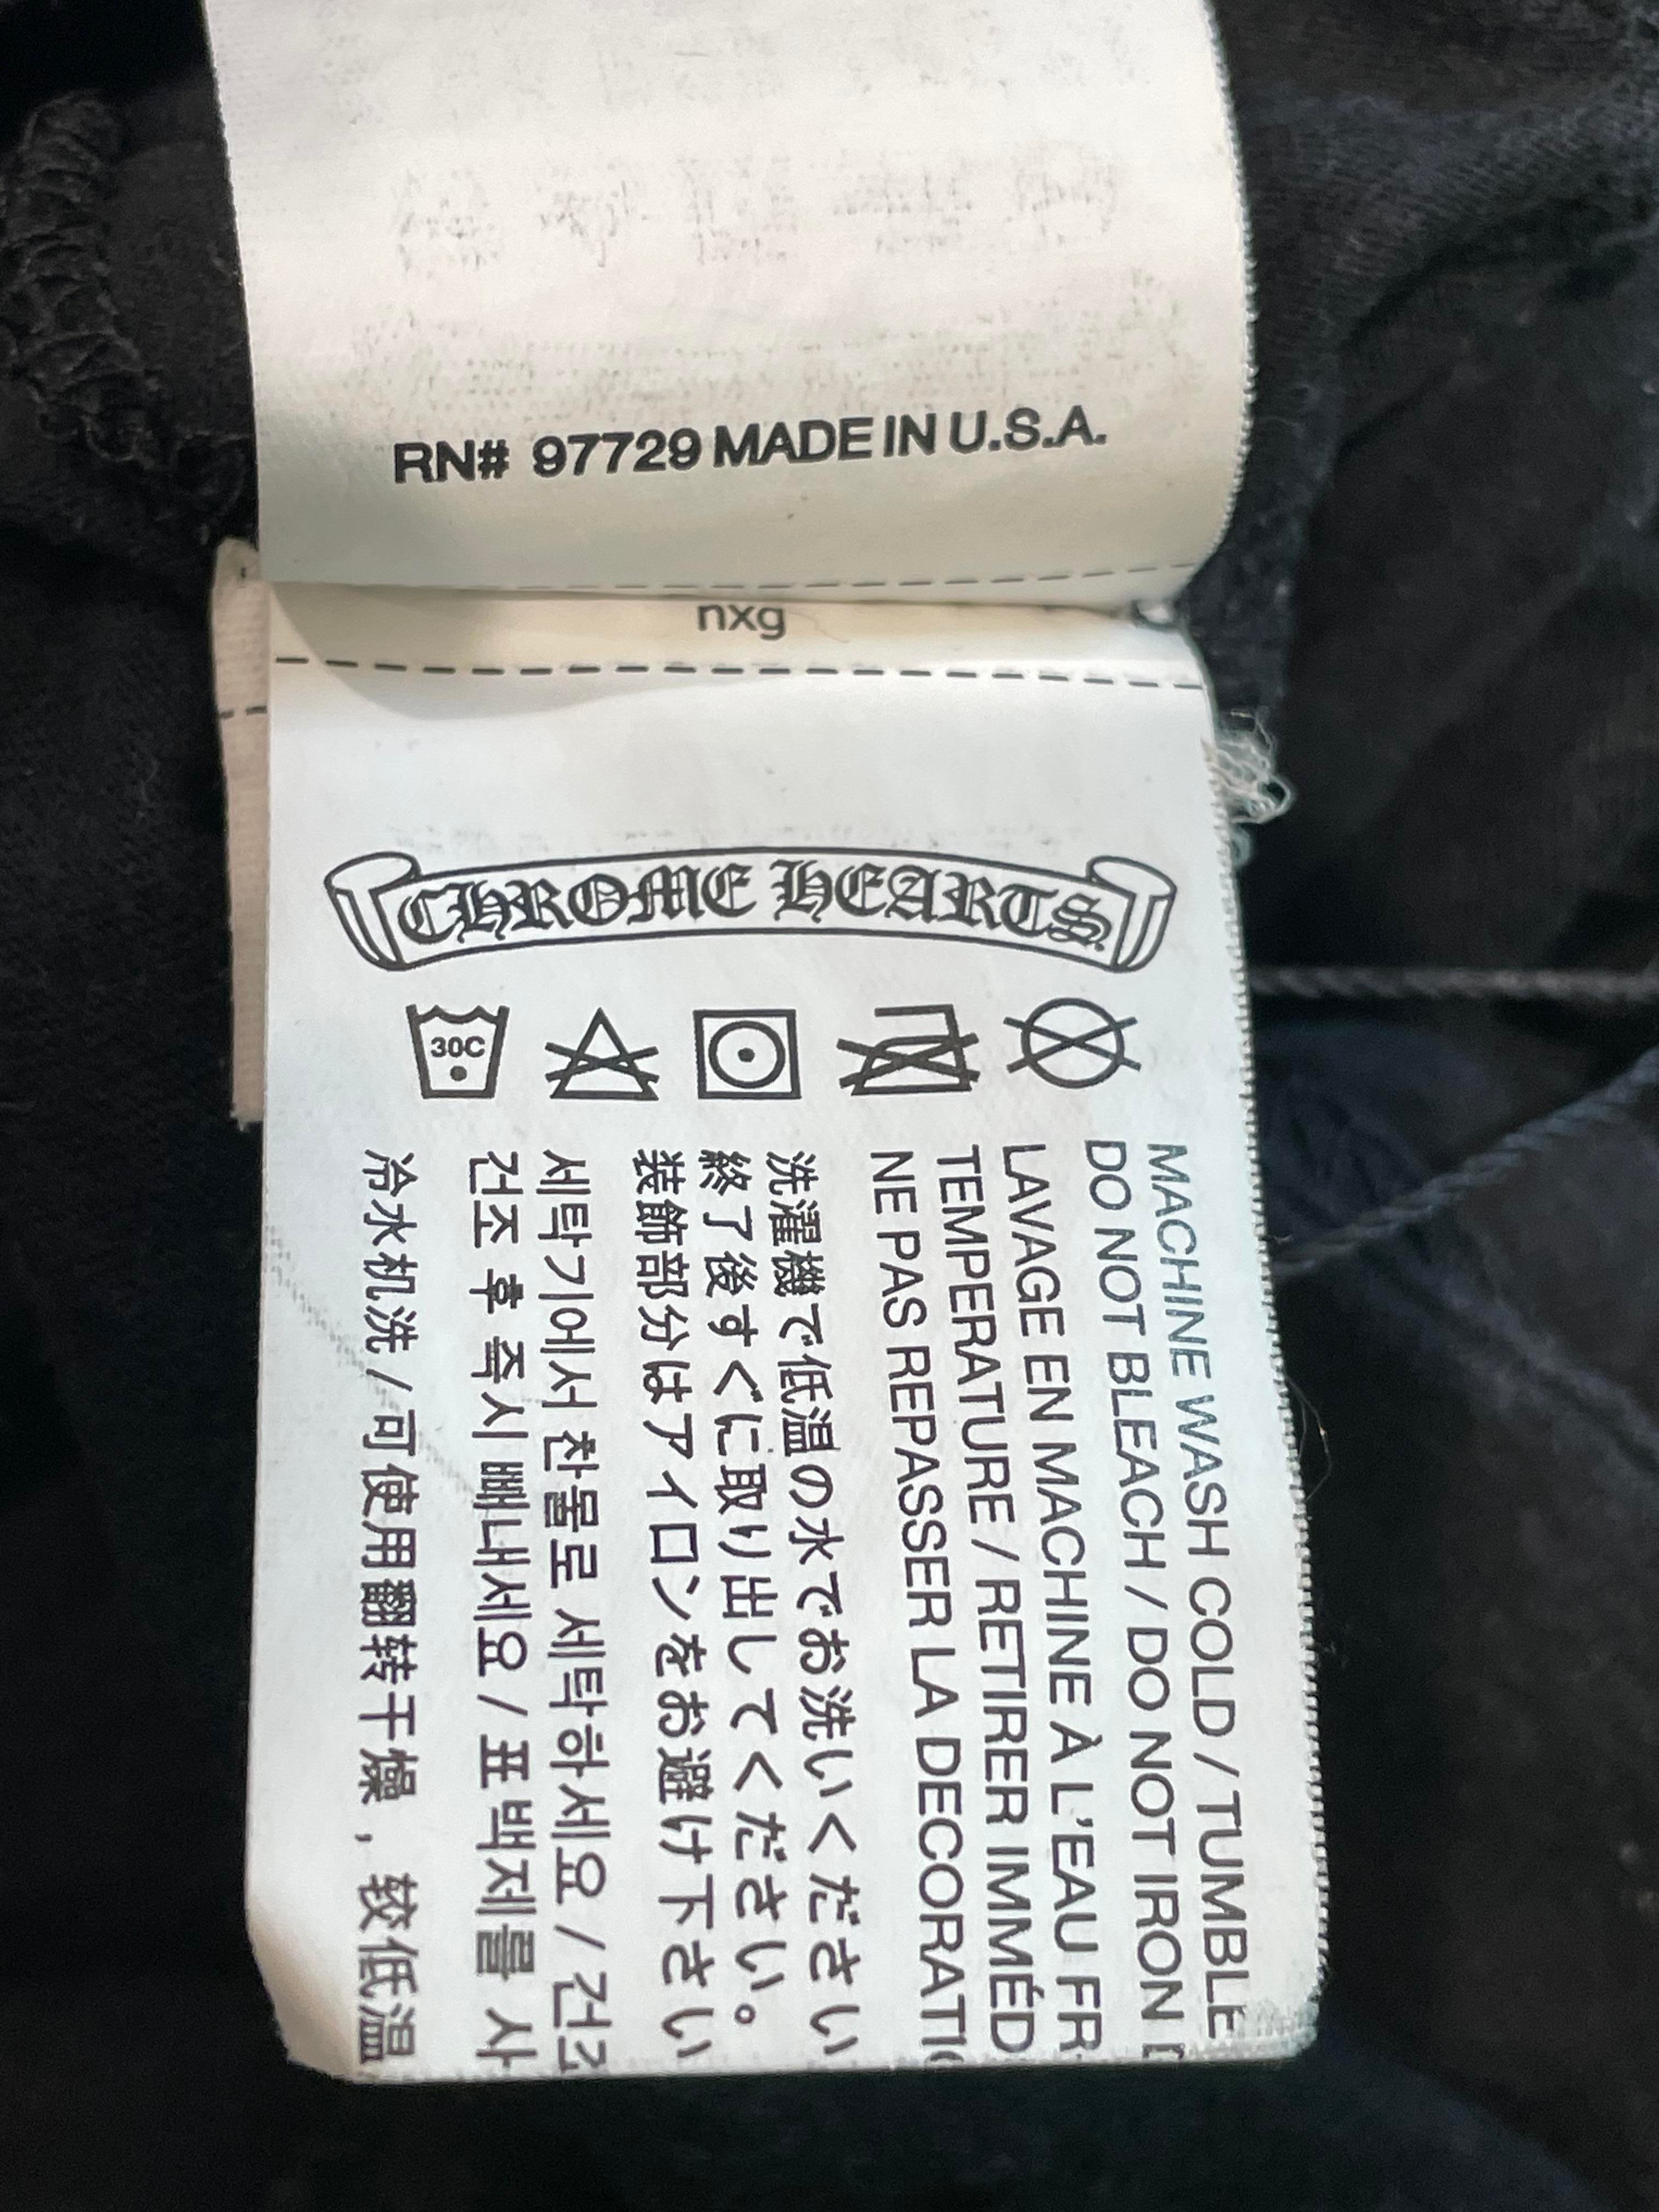 RN# 97729 MADE IN U.S.A.
nxg
CHROME HEARTS
30C
MACHINE WASH COLD / TUMBLE
DO NOT BLEACH / DO NOT IRON
LAVAGE EN MACHINE À L'EAU FR
TEMPERATURE / RETIRER IMMÉD
NE PAS REPASSER LA DECORATI
洗濯機で低温の水でお洗いください
終了後すぐに取り出してください。
装飾部分はアイロンをお避け下さい
세탁기에서 찬물로 세탁하세요 / 건조
건조 후 즉시 빼내세요 / 표백제를 사
冷水机洗 / 可使用翻转干燥，较低温